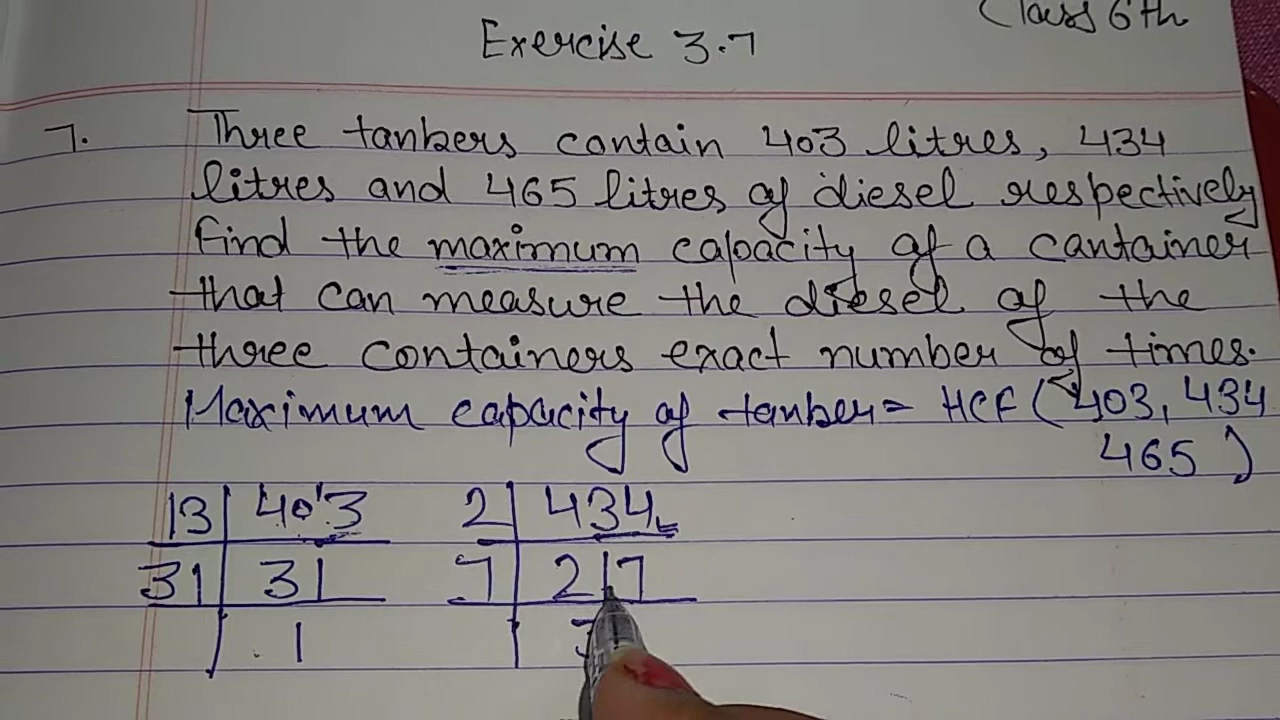 Class 6th
Exercise 3.7
7. Three tankers contain 403 litres, 434
litres and 465 litres of diesel respectively
find the maximum capacity of a cantainer
that can measure the diesel of the
three containers exact number of times.
Maximum capacity of tanker = HCF (403, 434
465)
13 | 403 2 | 434
31 | 31 7 | 217
1